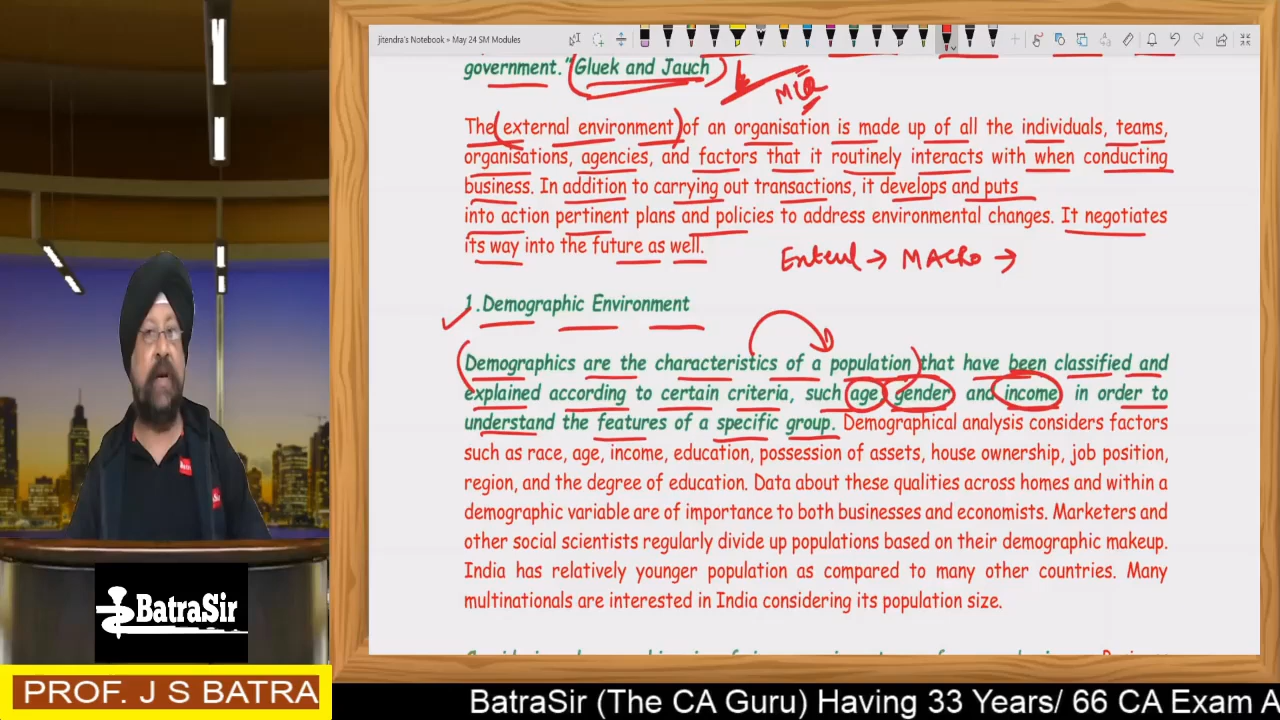 jitendra's Notebook » May 24 SM Modules
government.” Gluek and Jauch
MCQ
The external environment of an organisation is made up of all the individuals, teams,
organisations, agencies, and factors that it routinely interacts with when conducting
business. In addition to carrying out transactions, it develops and puts
into action pertinent plans and policies to address environmental changes. It negotiates
its way into the future as well.
→ MACRO →
1. Demographic Environment
Demographics are the characteristics of a population that have been classified and
explained according to certain criteria, such age gender and income in order to
understand the features of a specific group. Demographical analysis considers factors
such as race, age, income, education, possession of assets, house ownership, job position,
region, and the degree of education. Data about these qualities across homes and within a
demographic variable are of importance to both businesses and economists. Marketers and
other social scientists regularly divide up populations based on their demographic makeup.
India has relatively younger population as compared to many other countries. Many
multinationals are interested in India considering its population size.
BatraSir
PROF. J S BATRA
BatraSir (The CA Guru) Having 33 Years/ 66 CA Exam A